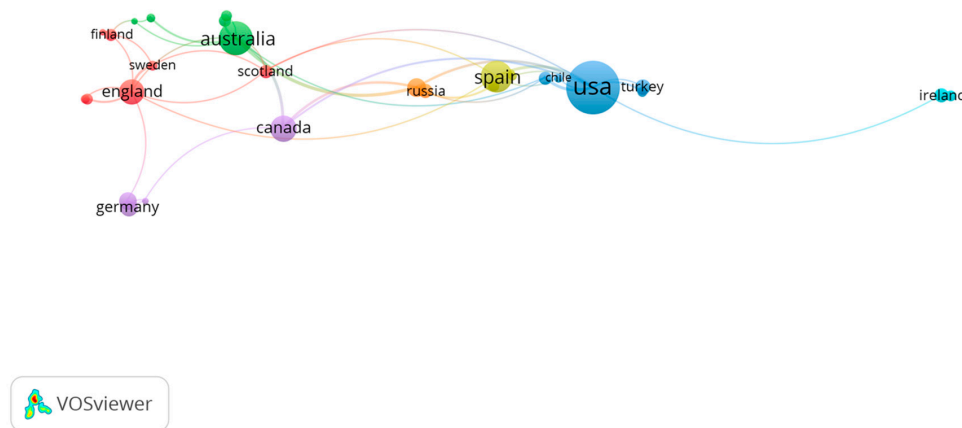 finland
australia
sweden
scotland
england
russia
spain
chile
usa
turkey
ireland
canada
germany
VOSviewer